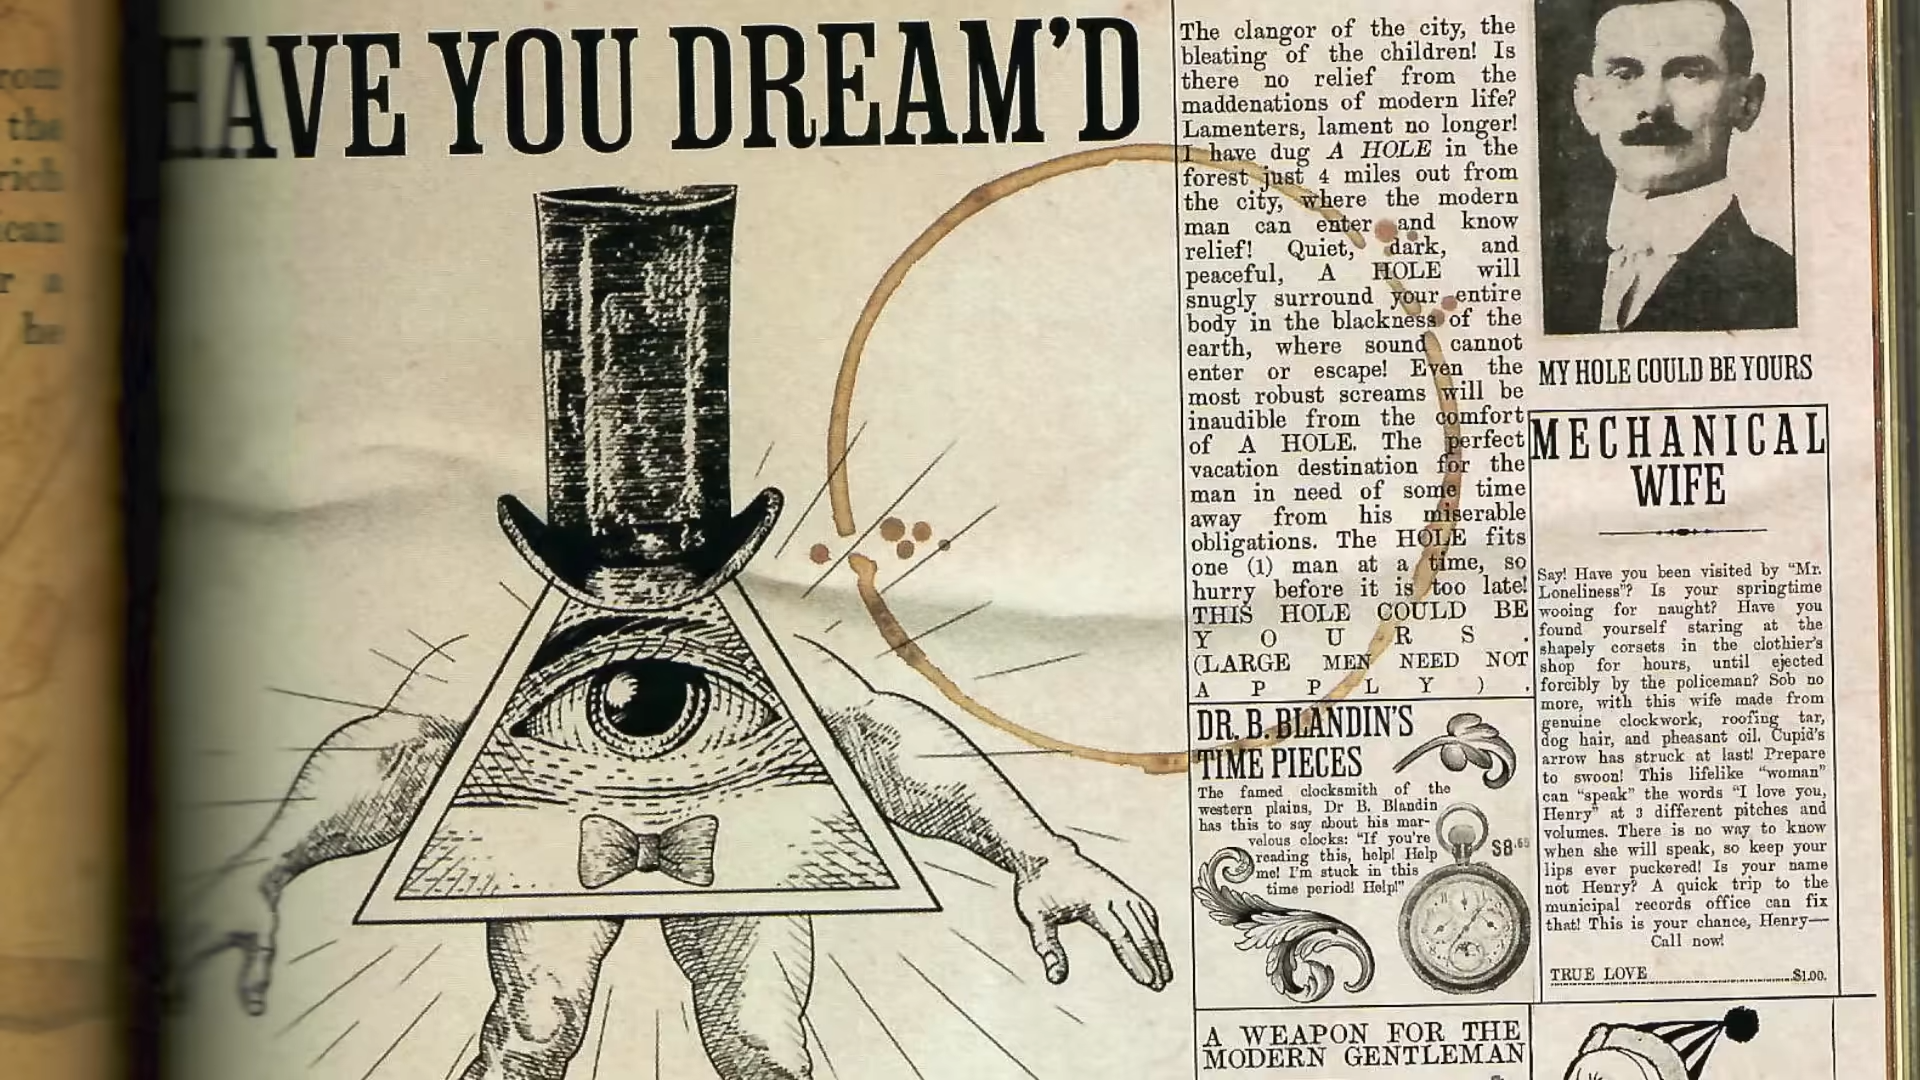 rom
the
rich
ican
r a
be
HAVE YOU DREAM'D
The clangor of the city, the
bleating of the children! Is
there no relief from the
maddenations of modern life?
Lamenters, lament no longer!
I have dug A HOLE in the
forest just 4 miles out from
the city, where the modern
man can enter and know
relief! Quiet, dark, and
peaceful, A HOLE will
snugly surround your entire
body in the blackness of the
earth, where sound cannot
enter or escape! Even the
most robust screams will be
inaudible from the comfort
of A HOLE. The perfect
vacation destination for the
man in need of some time
away from his miserable
obligations. The HOLE fits
one (1) man at a time, so
hurry before it is too late!
THIS HOLE COULD BE
YOURS.
(LARGE MEN NEED NOT
APPLY).
DR. B. BLANDIN'S
TIME PIECES
The famed clocksmith of the
western plains, Dr B. Blandin
has this to say about his mar-
velous clocks: "If you're
reading this, help! Help
me! I'm stuck in this
time period! Help!"
$8.65
A WEAPON FOR THE
MODERN GENTLEMAN
MY HOLE COULD BE YOURS
MECHANICAL
WIFE
Say! Have you been visited by "Mr.
Loneliness"? Is your springtime
wooing for naught? Have you
found yourself staring at the
shapely corsets in the clothier's
shop for hours, until ejected
forcibly by the policeman? Sob no
more, with this wife made from
genuine clockwork, roofing tar,
dog hair, and pheasant oil. Cupid's
arrow has struck at last! Prepare
to swoon! This lifelike "woman"
can "speak" the words "I love you,
Henry" at 3 different pitches and
volumes. There is no way to know
when she will speak, so keep your
lips ever puckered! Is your name
not Henry? A quick trip to the
municipal records office can fix
that! This is your chance, Henry—
Call now!
TRUE LOVE $1.00.